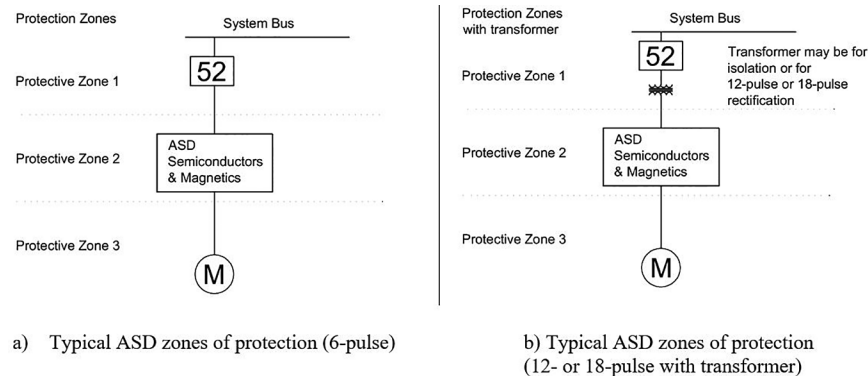 Protection Zones
System Bus
Protective Zone 1
52
Protective Zone 2
ASD
Semiconductors
& Magnetics
Protective Zone 3
M
a) Typical ASD zones of protection (6-pulse)
Protection Zones
with transformer
System Bus
52
Transformer may be for
isolation or for
12-pulse or 18-pulse
rectification
Protective Zone 1
Protective Zone 2
ASD
Semiconductors
& Magnetics
Protective Zone 3
M
b) Typical ASD zones of protection
(12- or 18-pulse with transformer)